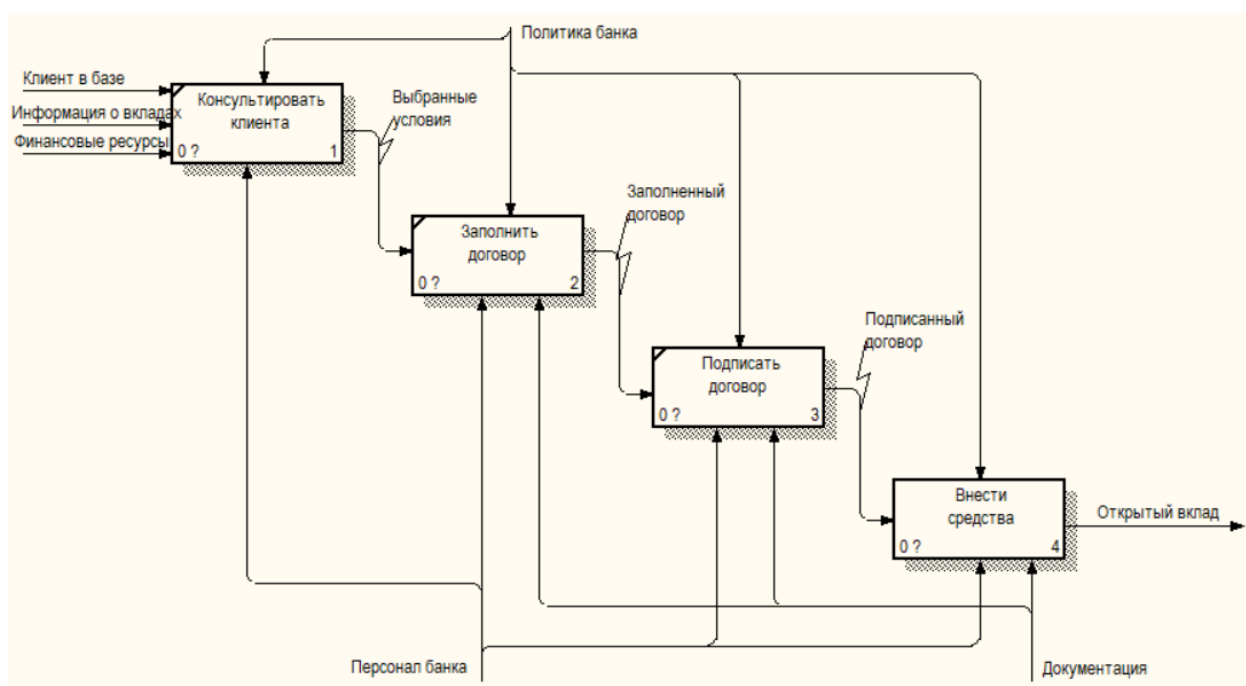 Политика банка
Клиент в базе
Информация о вкладах
Финансовые ресурсы
Консультировать
клиента
0 ?
1
Выбранные
условия
Заполнить
договор
0 ?
2
Заполненный
договор
Подписать
договор
0 ?
3
Подписанный
договор
Внести
средства
0 ?
4
Открытый вклад
Персонал банка
Документация